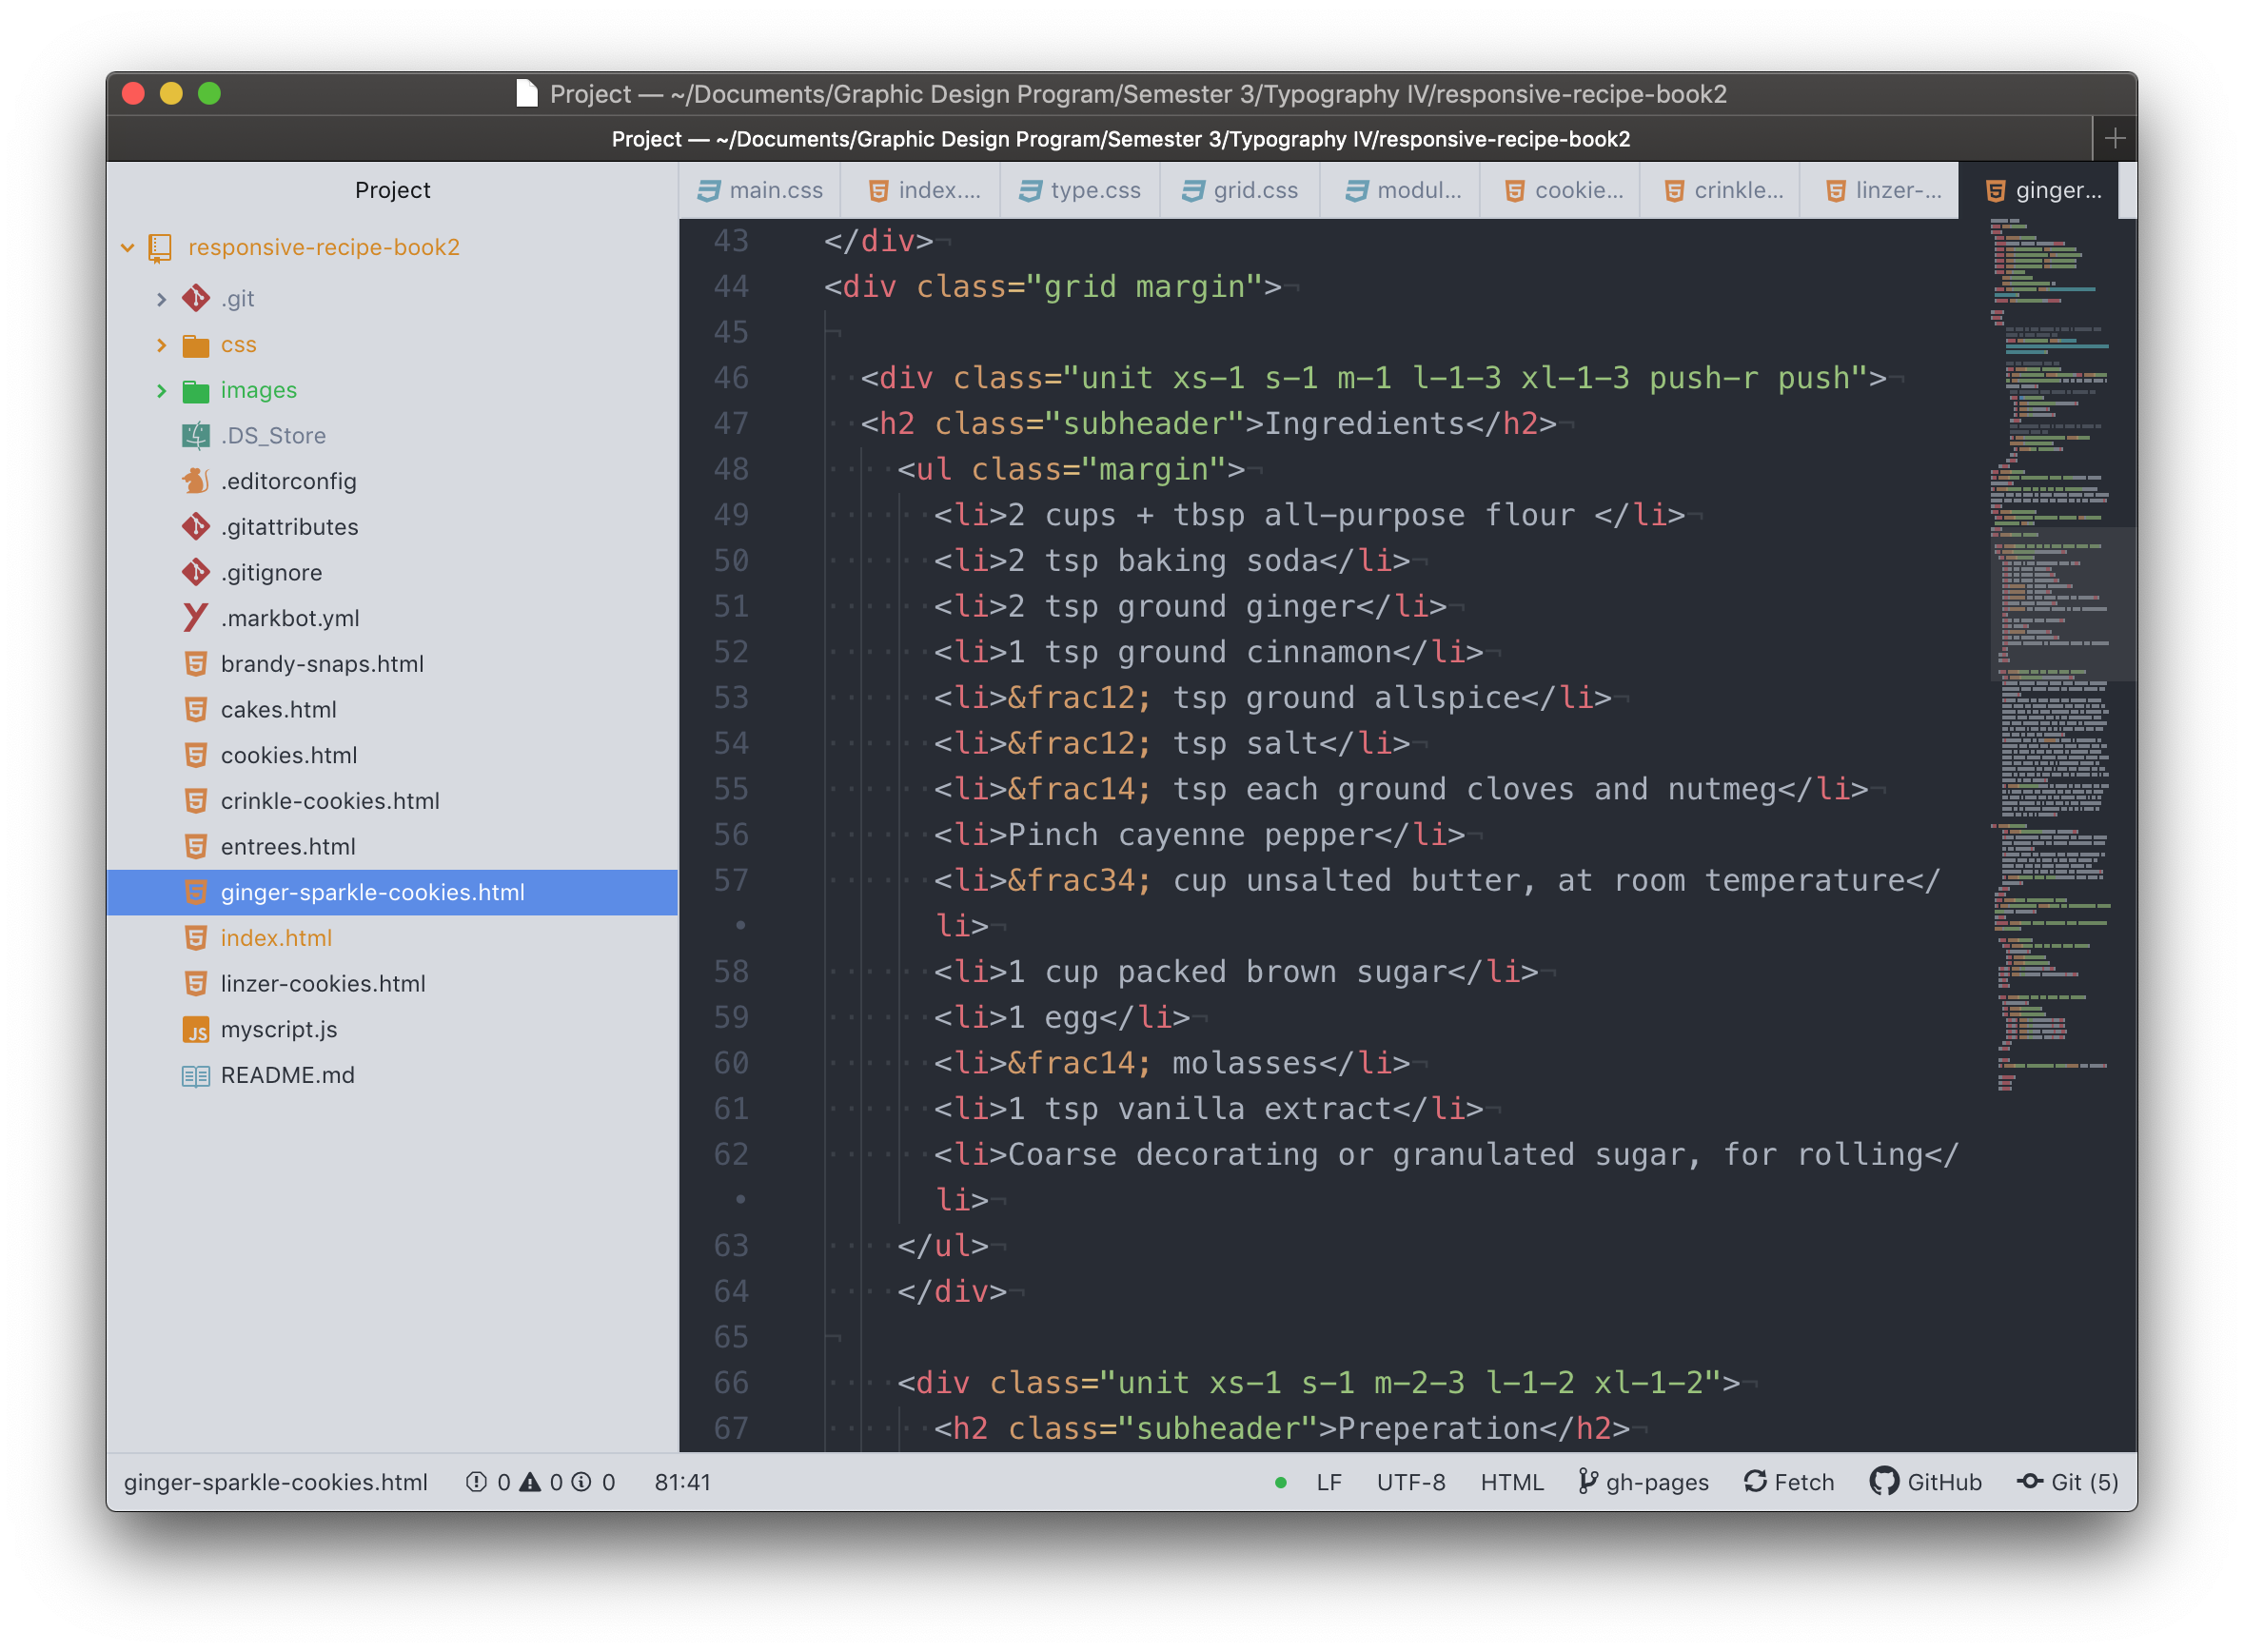 Project — ~/Documents/Graphic Design Program/Semester 3/Typography IV/responsive-recipe-book2
Project — ~/Documents/Graphic Design Program/Semester 3/Typography IV/responsive-recipe-book2
Project
main.css
index....
type.css
grid.css
modul...
cookie...
crinkle...
linzer-...
ginger...
responsive-recipe-book2
.git
css
images
.DS_Store
.editorconfig
.gitattributes
.gitignore
.markbot.yml
brandy-snaps.html
cakes.html
cookies.html
crinkle-cookies.html
entrees.html
ginger-sparkle-cookies.html
index.html
linzer-cookies.html
myscript.js
README.md
43 </div>
44 <div class="grid margin">
45
46 <div class="unit xs-1 s-1 m-1 l-1-3 xl-1-3 push-r push">
47 <h2 class="subheader">Ingredients</h2>
48 <ul class="margin">
49 <li>2 cups + tbsp all-purpose flour </li>
50 <li>2 tsp baking soda</li>
51 <li>2 tsp ground ginger</li>
52 <li>1 tsp ground cinnamon</li>
53 <li>&frac12; tsp ground allspice</li>
54 <li>&frac12; tsp salt</li>
55 <li>&frac14; tsp each ground cloves and nutmeg</li>
56 <li>Pinch cayenne pepper</li>
57 <li>&frac34; cup unsalted butter, at room temperature</
• li>
58 <li>1 cup packed brown sugar</li>
59 <li>1 egg</li>
60 <li>&frac14; molasses</li>
61 <li>1 tsp vanilla extract</li>
62 <li>Coarse decorating or granulated sugar, for rolling</
• li>
63 </ul>
64 </div>
65
66 <div class="unit xs-1 s-1 m-2-3 l-1-2 xl-1-2">
67 <h2 class="subheader">Preperation</h2>
ginger-sparkle-cookies.html 0 0 0 81:41 LF UTF-8 HTML gh-pages Fetch GitHub Git (5)